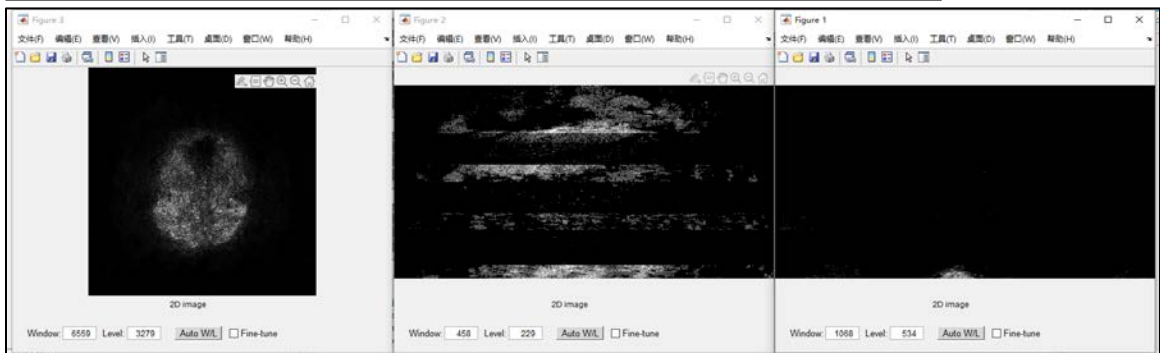 Figure 3
文件(F) 编辑(E) 查看(V) 插入(I) 工具(T) 桌面(D) 窗口(W) 帮助(H)
2D image
Window: 6559 Level: 3279 Auto W/L Fine-tune
Figure 2
文件(F) 编辑(E) 查看(V) 插入(I) 工具(T) 桌面(D) 窗口(W) 帮助(H)
2D image
Window: 458 Level: 229 Auto W/L Fine-tune
Figure 1
文件(F) 编辑(E) 查看(V) 插入(I) 工具(T) 桌面(D) 窗口(W) 帮助(H)
2D image
Window: 1068 Level: 534 Auto W/L Fine-tune